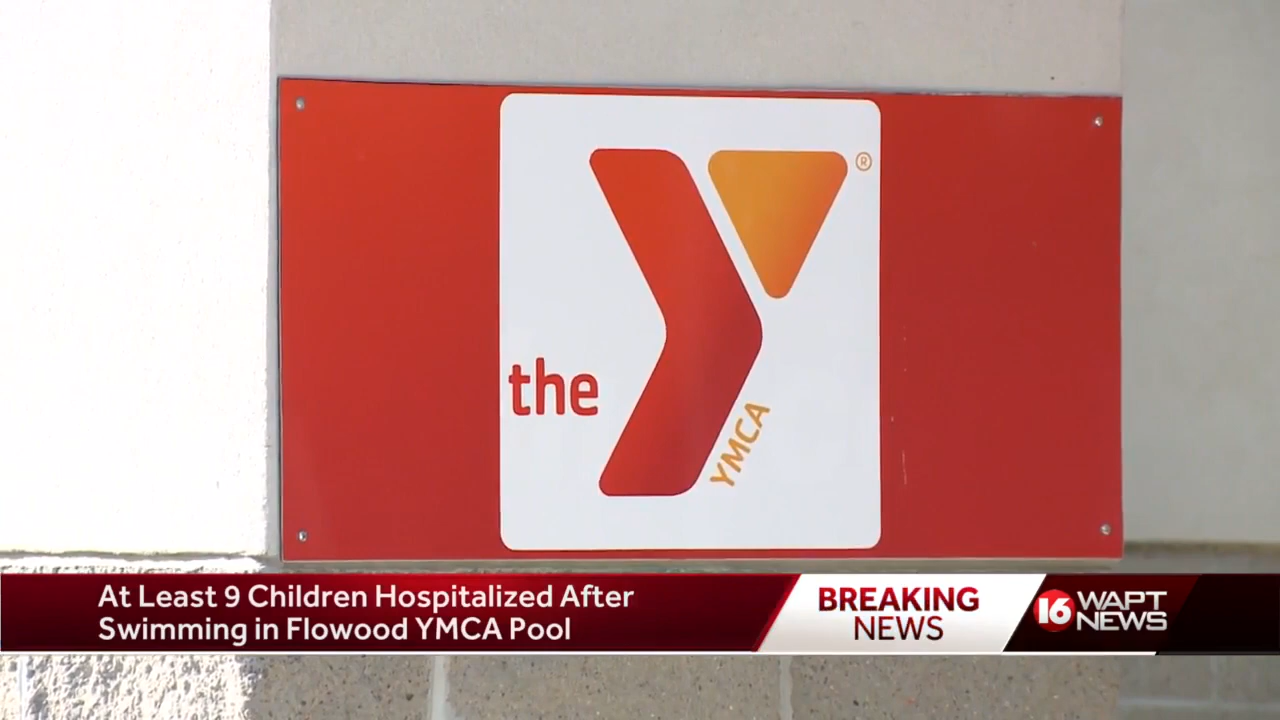 ®
the
YMCA
At Least 9 Children Hospitalized After
Swimming in Flowood YMCA Pool
BREAKING
NEWS
16 WAPT
NEWS